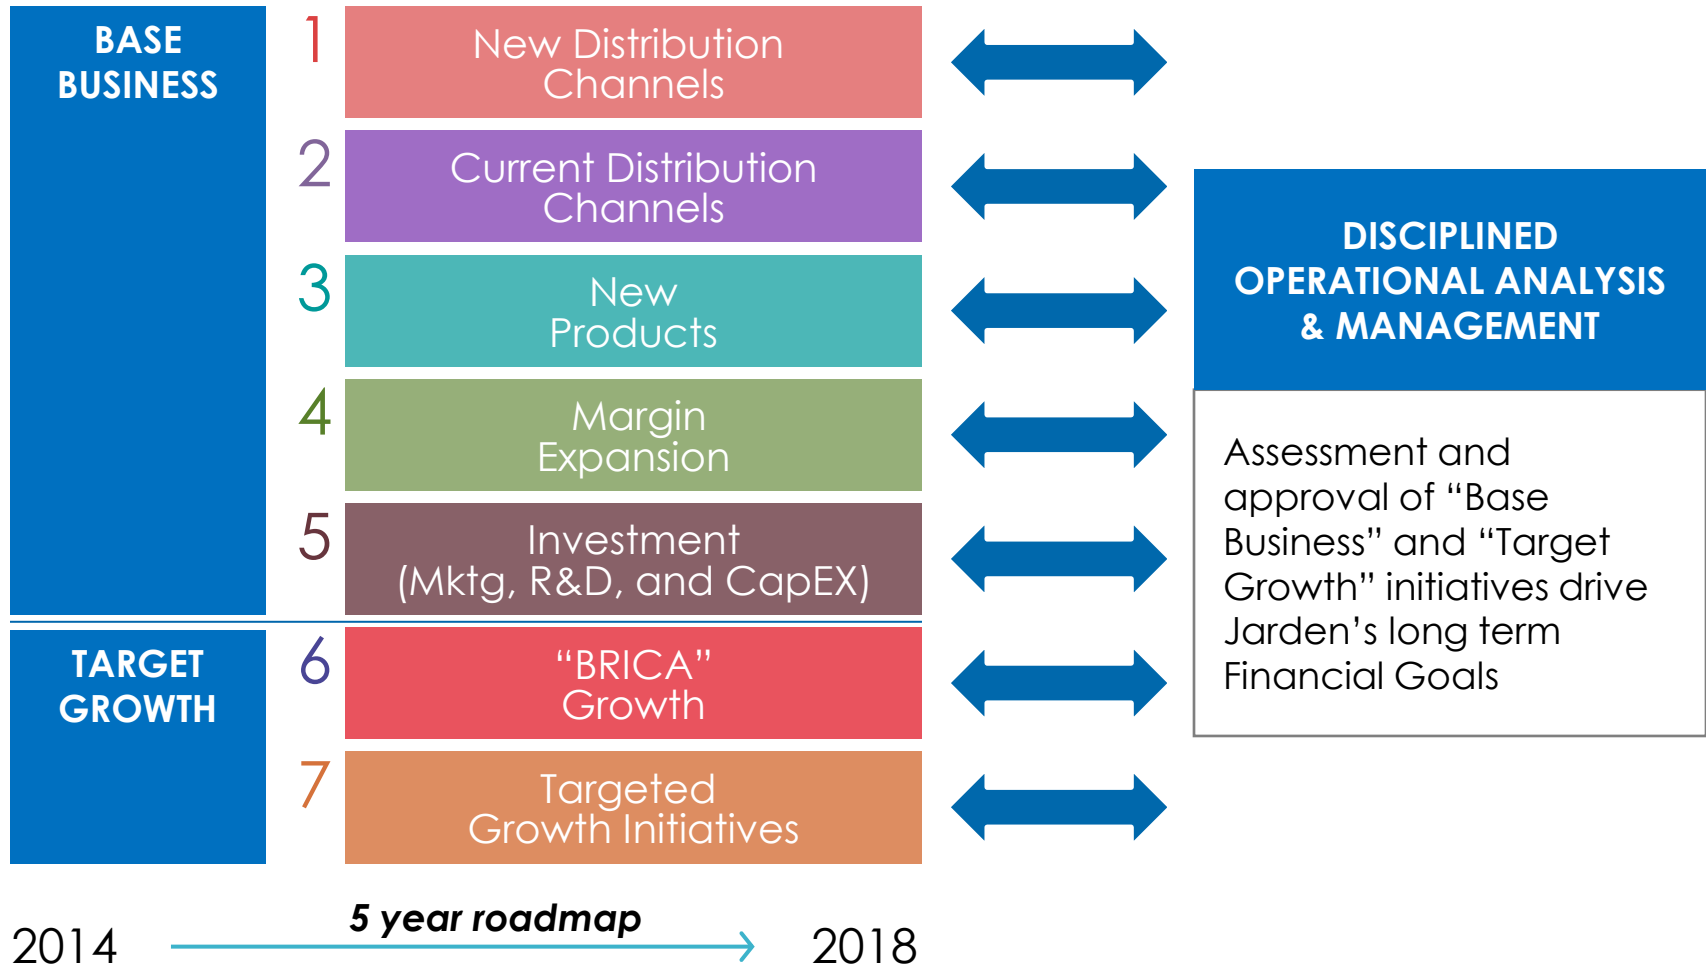 BASE
BUSINESS
1
New Distribution
Channels
2
Current Distribution
Channels
3
New
Products
4
Margin
Expansion
5
Investment
(Mktg, R&D, and CapEX)
TARGET
GROWTH
6
“BRICA”
Growth
7
Targeted
Growth Initiatives
DISCIPLINED
OPERATIONAL ANALYSIS
& MANAGEMENT
Assessment and
approval of “Base
Business” and “Target
Growth” initiatives drive
Jarden’s long term
Financial Goals
2014
5 year roadmap
2018